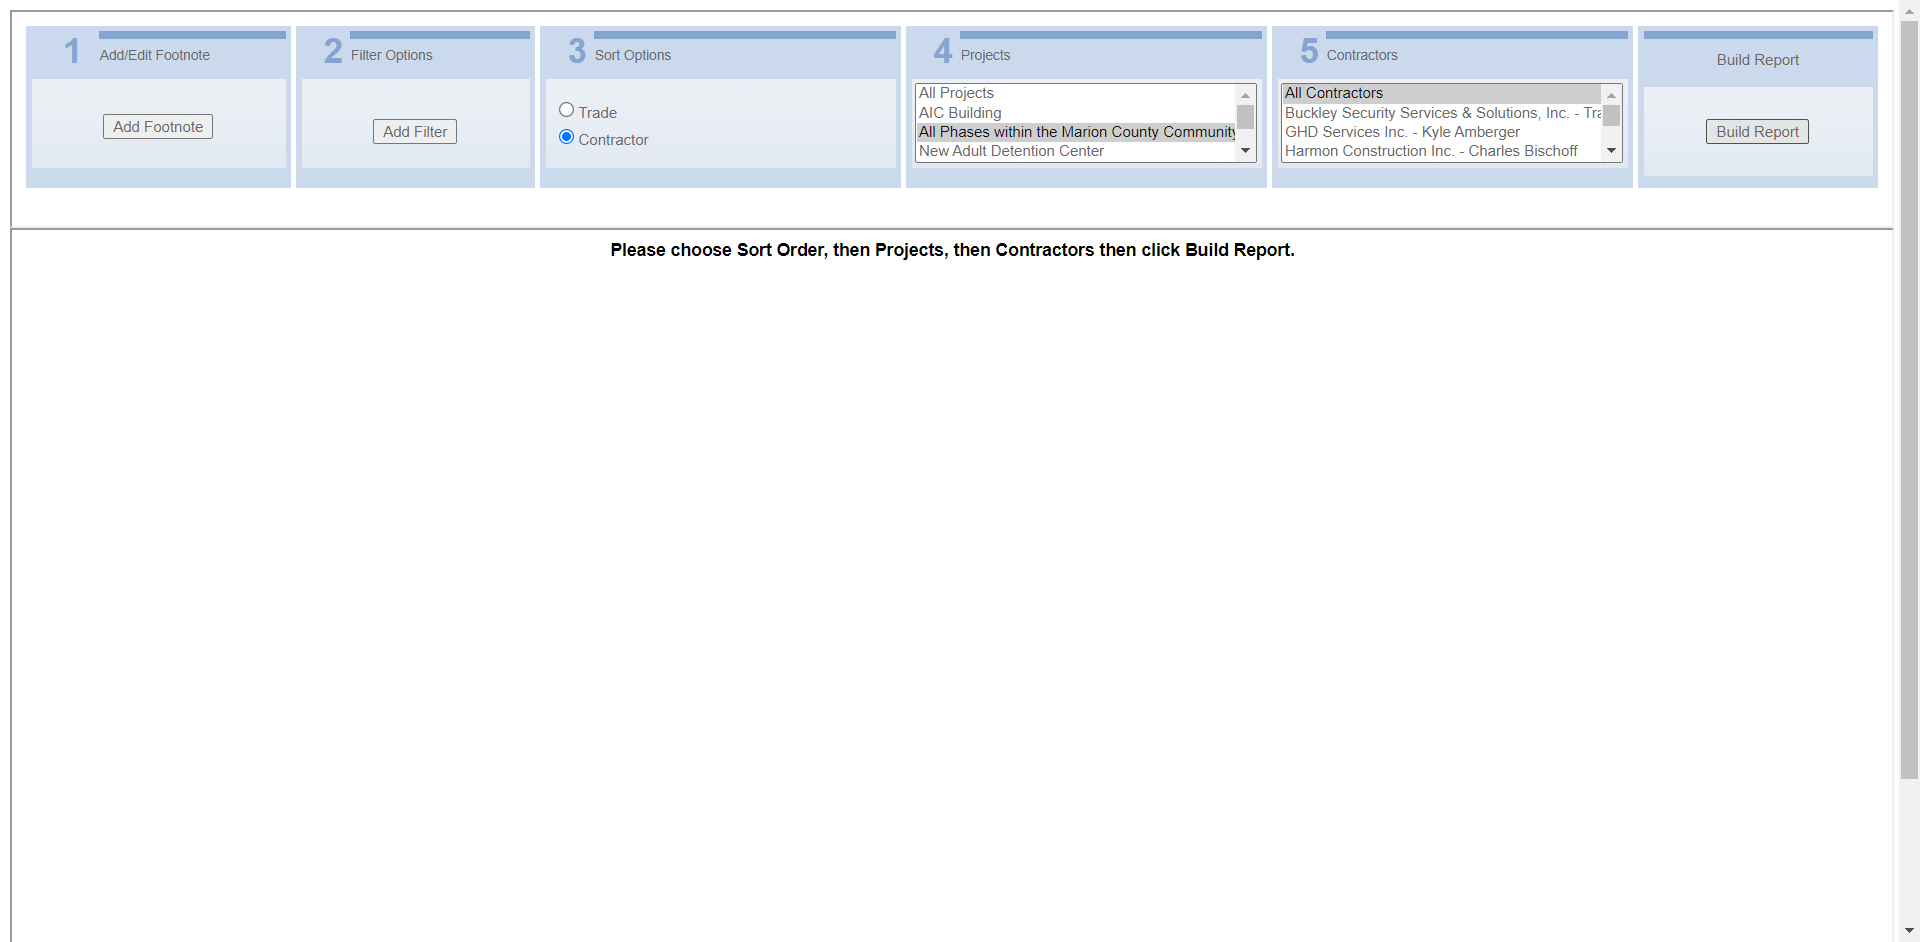 1 Add/Edit Footnote
Add Footnote
2 Filter Options
Add Filter
3 Sort Options
Trade
Contractor
4 Projects
All Projects
AIC Building
All Phases within the Marion County Community
New Adult Detention Center
5 Contractors
All Contractors
Buckley Security Services & Solutions, Inc. - Tra
GHD Services Inc. - Kyle Amberger
Harmon Construction Inc. - Charles Bischoff
Build Report
Build Report
Please choose Sort Order, then Projects, then Contractors then click Build Report.